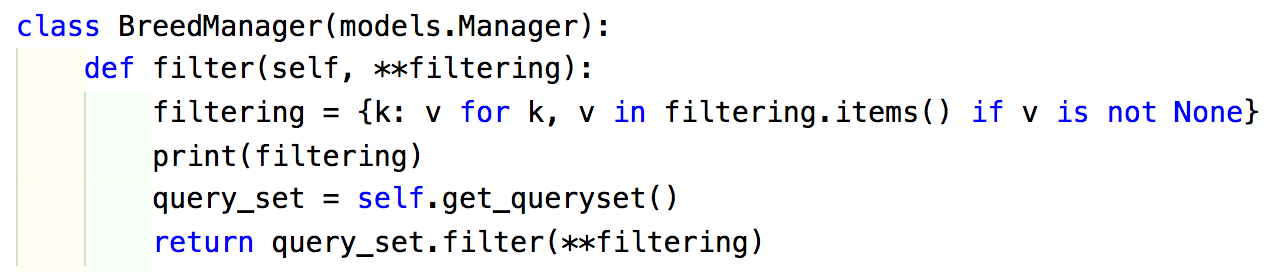 class BreedManager(models.Manager):
    def filter(self, **filtering):
        filtering = {k: v for k, v in filtering.items() if v is not None}
        print(filtering)
        query_set = self.get_queryset()
        return query_set.filter(**filtering)